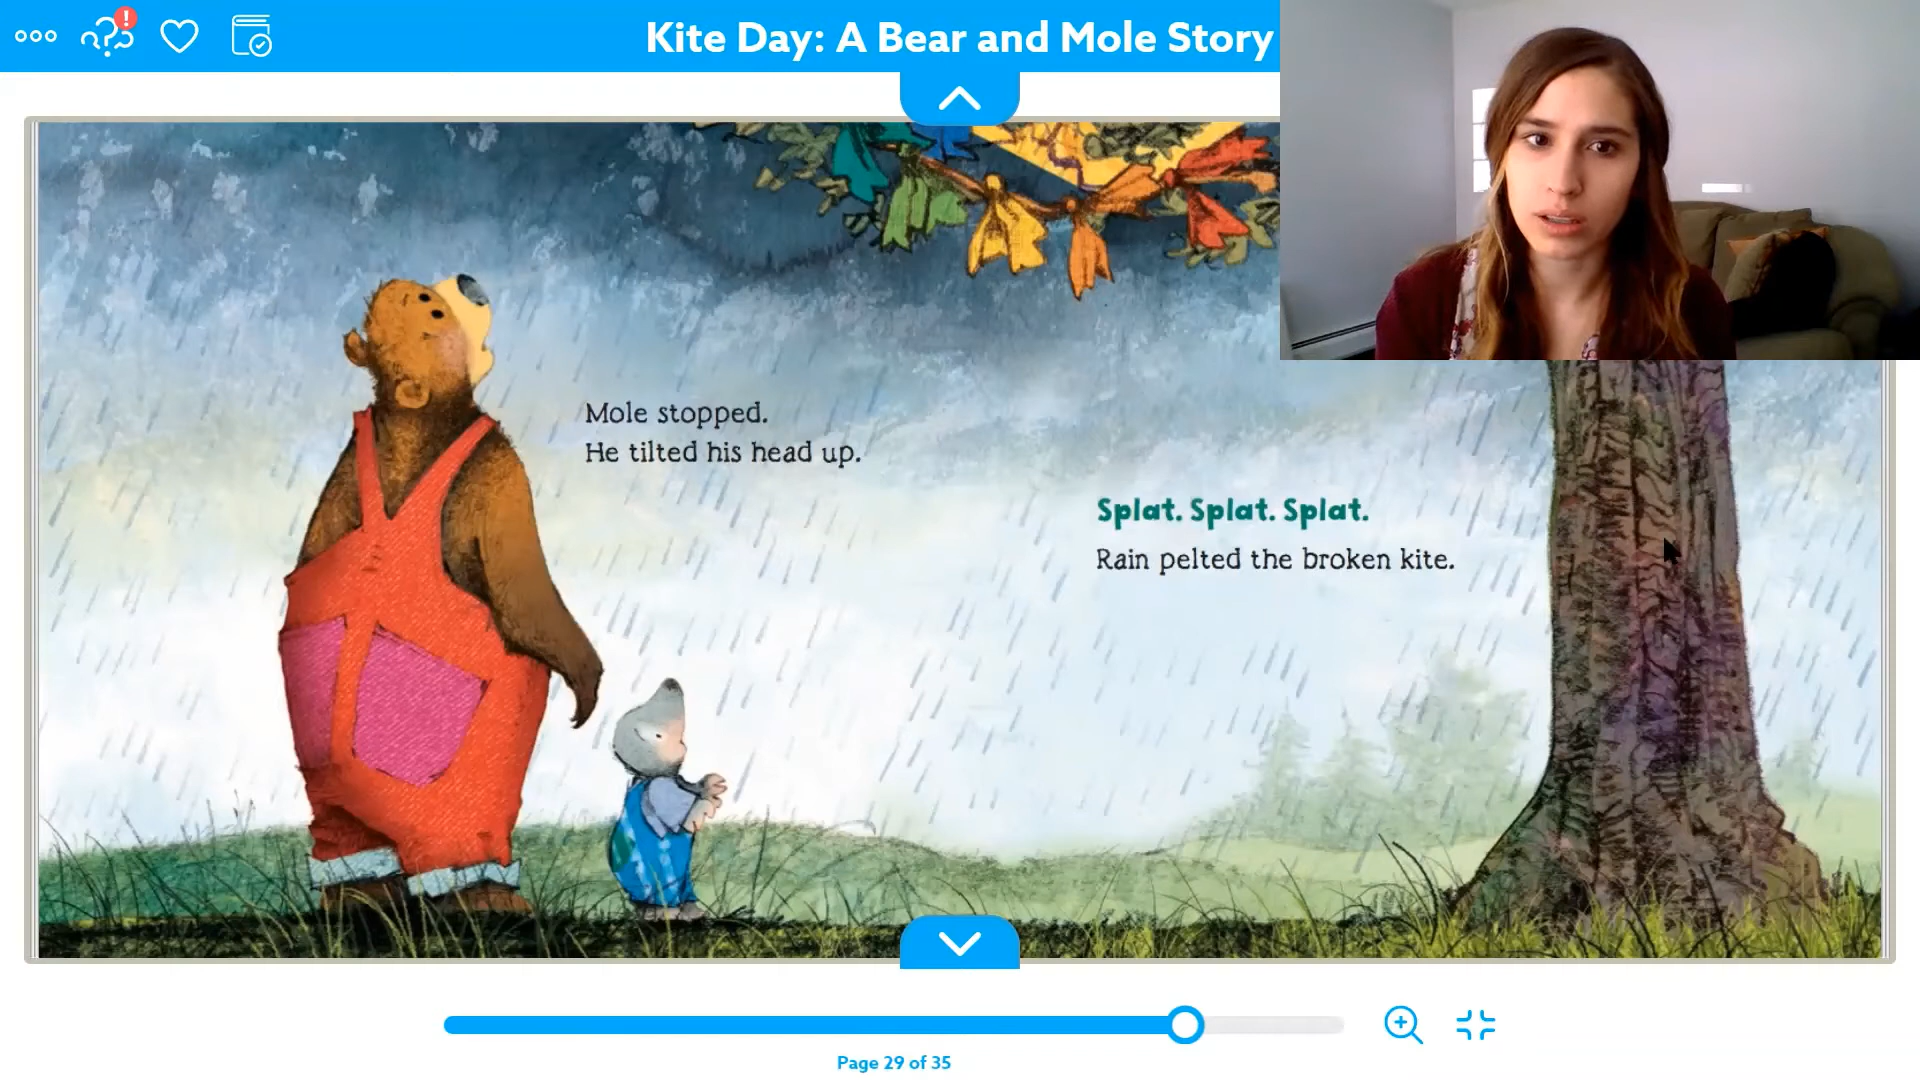 Kite Day: A Bear and Mole Story
Mole stopped.
He tilted his head up.
Splat. Splat. Splat.
Rain pelted the broken kite.
Page 29 of 35